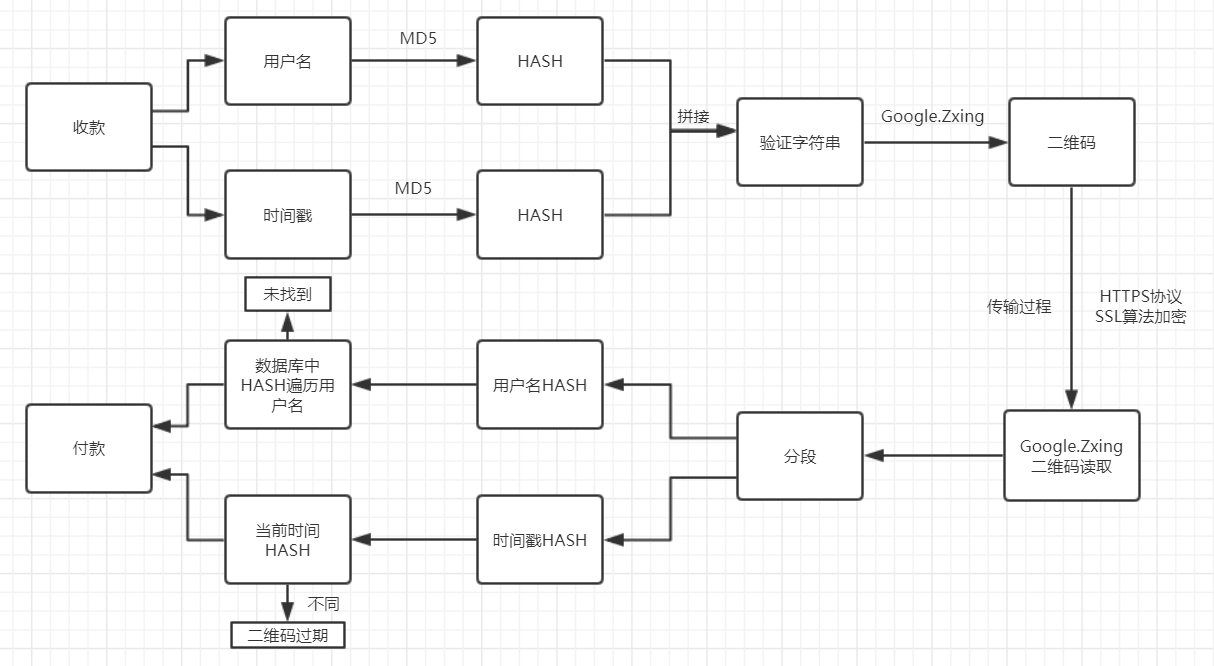 收款
用户名
MD5
HASH
时间戳
MD5
HASH
拼接
验证字符串
Google.Zxing
二维码
传输过程
HTTPS协议
SSL算法加密
Google.Zxing
二维码读取
分段
用户名HASH
数据库中
HASH遍历用
户名
未找到
时间戳HASH
当前时间
HASH
不同
二维码过期
付款